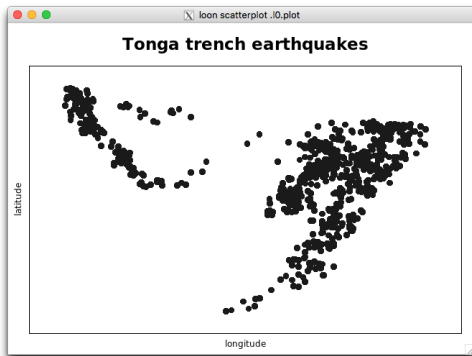 loon scatterplot .l0.plot
Tonga trench earthquakes
latitude
longitude